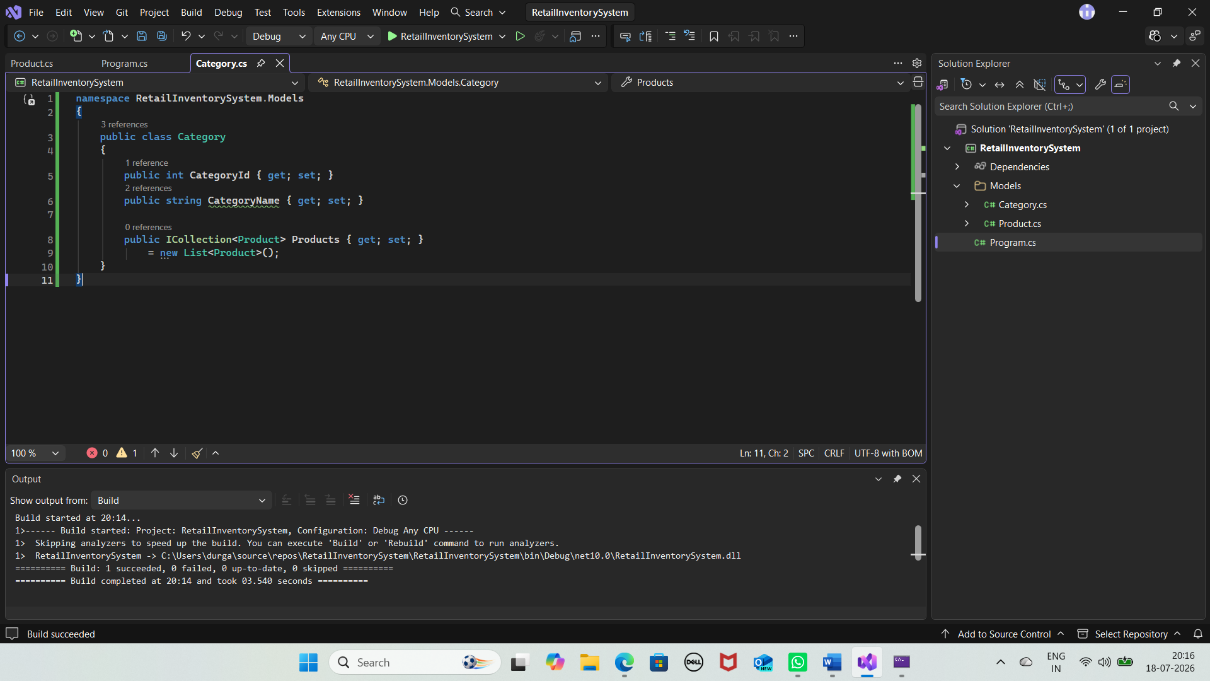 File Edit View Git Project Build Debug Test Tools Extensions Window Help Search RetailInventorySystem
Debug Any CPU RetailInventorySystem
Product.cs Program.cs Category.cs
RetailInventorySystem RetailInventorySystem.Models.Category Products
1 namespace RetailInventorySystem.Models
2 {
3 references
3 public class Category
4 {
1 reference
5 public int CategoryId { get; set; }
2 references
6 public string CategoryName { get; set; }
7
0 references
8 public ICollection<Product> Products { get; set; }
9 = new List<Product>();
10 }
11 }
100 % 0 1 Ln: 11, Ch: 2 SPC CRLF UTF-8 with BOM
Output
Show output from: Build
Build started at 20:14...
1>------ Build started: Project: RetailInventorySystem, Configuration: Debug Any CPU ------
1> Skipping analyzers to speed up the build. You can execute 'Build' or 'Rebuild' command to run analyzers.
1> RetailInventorySystem -> C:\Users\durga\source\repos\RetailInventorySystem\RetailInventorySystem\bin\Debug\net10.0\RetailInventorySystem.dll
========== Build: 1 succeeded, 0 failed, 0 up-to-date, 0 skipped ==========
========== Build completed at 20:14 and took 03.540 seconds ==========
Solution Explorer
Search Solution Explorer (Ctrl+;)
Solution 'RetailInventorySystem' (1 of 1 project)
C# RetailInventorySystem
Dependencies
Models
C# Category.cs
C# Product.cs
C# Program.cs
Build succeeded Add to Source Control Select Repository
Search DELL NEW ENG
IN
20:16
18-07-2026